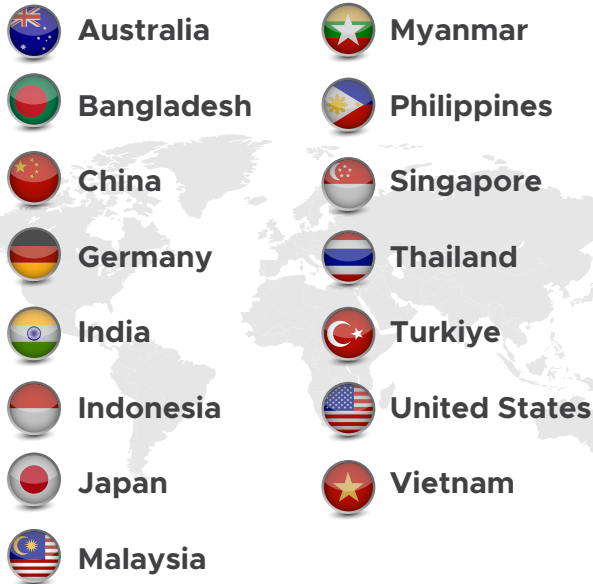 Australia
Bangladesh
China
Germany
India
Indonesia
Japan
Malaysia
Myanmar
Philippines
Singapore
Thailand
Turkiye
United States
Vietnam